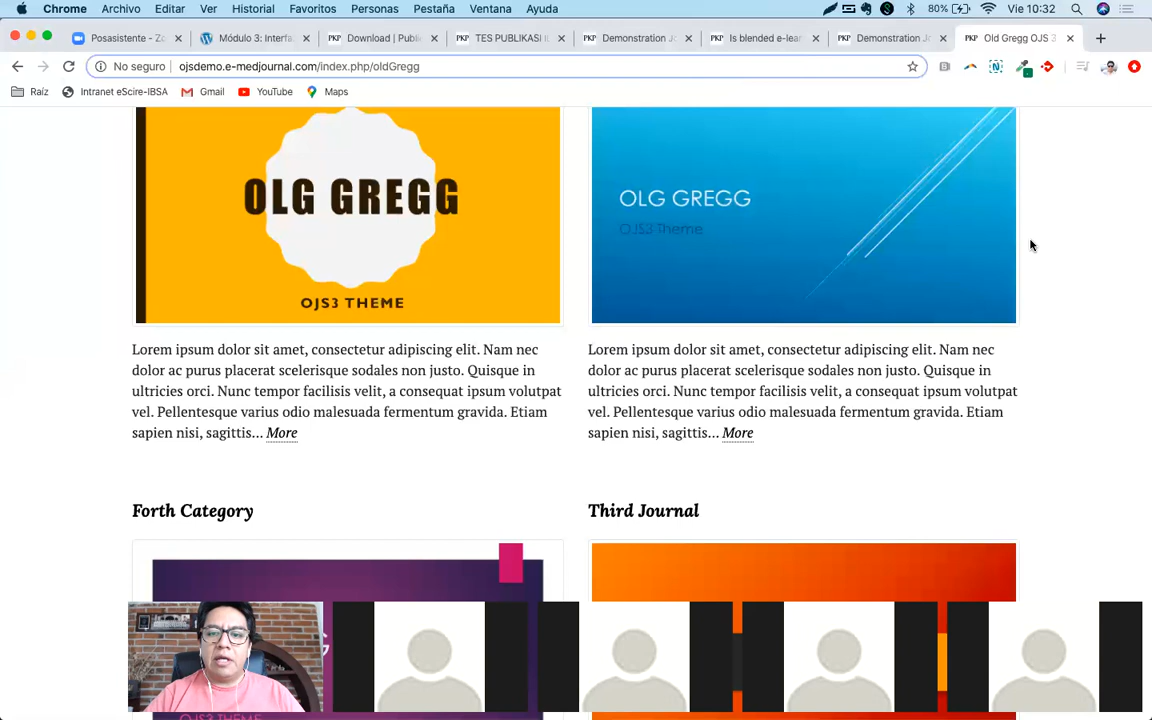 Chrome Archivo Editar Ver Historial Favoritos Personas Pestaña Ventana Ayuda 80% Vie 10:32
Posasistente - Zo Módulo 3: Interfa Download | Publi TES PUBLIKASI IL Demonstration Jo Is blended e-lear Demonstration Jo Old Gregg OJS 3
No seguro ojsdemo.e-medjournal.com/index.php/oldGregg
Raíz Intranet eScire-IBSA Gmail YouTube Maps
OLG GREGG
OJS3 THEME
OLG GREGG
OJS3 Theme
Lorem ipsum dolor sit amet, consectetur adipiscing elit. Nam nec
dolor ac purus placerat scelerisque sodales non justo. Quisque in
ultricies orci. Nunc tempor facilisis velit, a consequat ipsum volutpat
vel. Pellentesque varius odio malesuada fermentum gravida. Etiam
sapien nisi, sagittis... More
Lorem ipsum dolor sit amet, consectetur adipiscing elit. Nam nec
dolor ac purus placerat scelerisque sodales non justo. Quisque in
ultricies orci. Nunc tempor facilisis velit, a consequat ipsum volutpat
vel. Pellentesque varius odio malesuada fermentum gravida. Etiam
sapien nisi, sagittis... More
Forth Category
Third Journal
OJS3 THEME